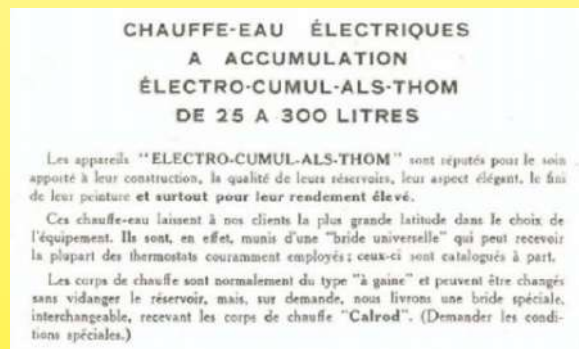 CHAUFFE-EAU ÉLECTRIQUES
A ACCUMULATION
ÉLECTRO-CUMUL-ALS-THOM
DE 25 A 300 LITRES
Les appareils "ELECTRO-CUMUL-ALS-THOM" sont réputés pour le soin
apporté à leur construction, la qualité de leurs réservoirs, leur aspect élégant, le fini
de leur peinture et surtout pour leur rendement élevé.
Ces chauffe-eau laissent à nos clients la plus grande latitude dans le choix de
l'équipement. Ils sont, en effet, munis d'une "bride universelle" qui peut recevoir
la plupart des thermostats couramment employés ; ceux-ci sont catalogués à part.
Les corps de chauffe sont normalement du type "à gaine" et peuvent être changés
sans vidanger le réservoir, mais, sur demande, nous livrons une bride spéciale,
interchangeable, recevant les corps de chauffe "Calrod". (Demander les condi-
tions spéciales.)